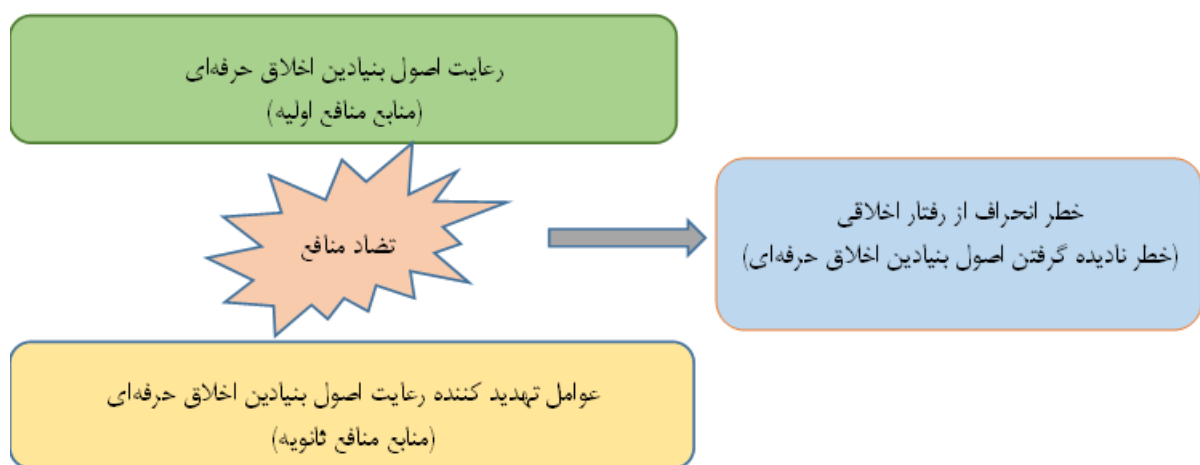 رعایت اصول بنیادین اخلاق حرفه‌ای
(منابع منافع اولیه)
تضاد منافع
خطر انحراف از رفتار اخلاقی
(خطر نادیده گرفتن اصول بنیادین اخلاق حرفه‌ای)
عوامل تهدید کننده رعایت اصول بنیادین اخلاق حرفه‌ای
(منابع منافع ثانویه)